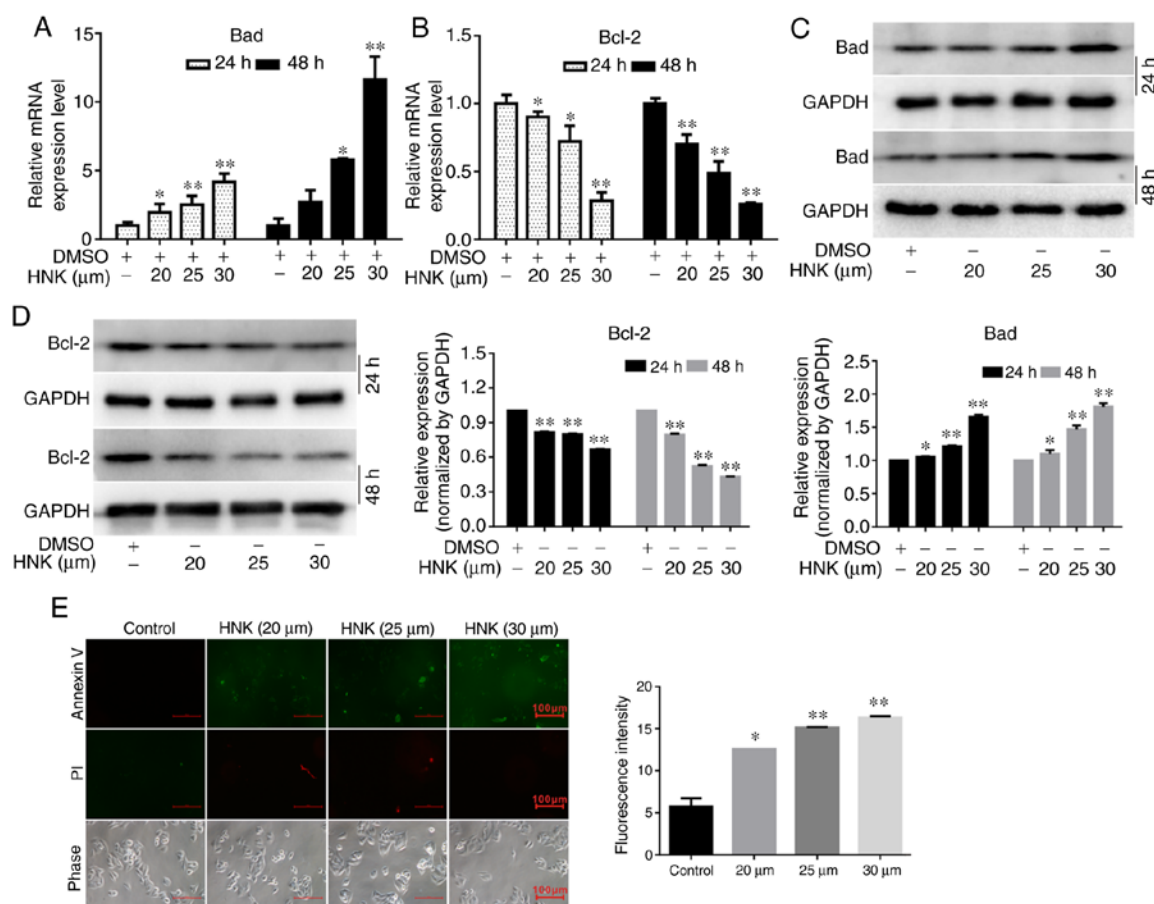 A
Bad
24 h 48 h
Relative mRNA
expression level
15
10
5
0
* ** ** * **
DMSO + + + + + + + +
HNK (μm) – 20 25 30 – 20 25 30
B
Bcl-2
24 h 48 h
Relative mRNA
expression level
1.5
1.0
0.5
0.0
* * ** ** ** **
DMSO + + + + + + + +
HNK (μm) – 20 25 30 – 20 25 30
C
Bad
GAPDH
24 h
Bad
GAPDH
48 h
DMSO + – – –
HNK (μm) – 20 25 30
D
Bcl-2
GAPDH
24 h
Bcl-2
GAPDH
48 h
DMSO + – – –
HNK (μm) – 20 25 30
Bcl-2
24 h 48 h
Relative expression
(normalized by GAPDH)
1.5
1.2
0.9
0.6
0.3
0.0
** ** ** ** ** **
DMSO + – – – + – – –
HNK (μm) – 20 25 30 – 20 25 30
Bad
24 h 48 h
Relative expression
(normalized by GAPDH)
2.5
2.0
1.5
1.0
0.5
0.0
* ** ** * ** **
DMSO + – – – + – – –
HNK (μm) – 20 25 30 – 20 25 30
E
Control HNK (20 μm) HNK (25 μm) HNK (30 μm)
Annexin V
100μm
PI
100μm
Phase
100μm
Fluorescence intensity
20
15
10
5
0
* ** **
Control 20 μm 25 μm 30 μm